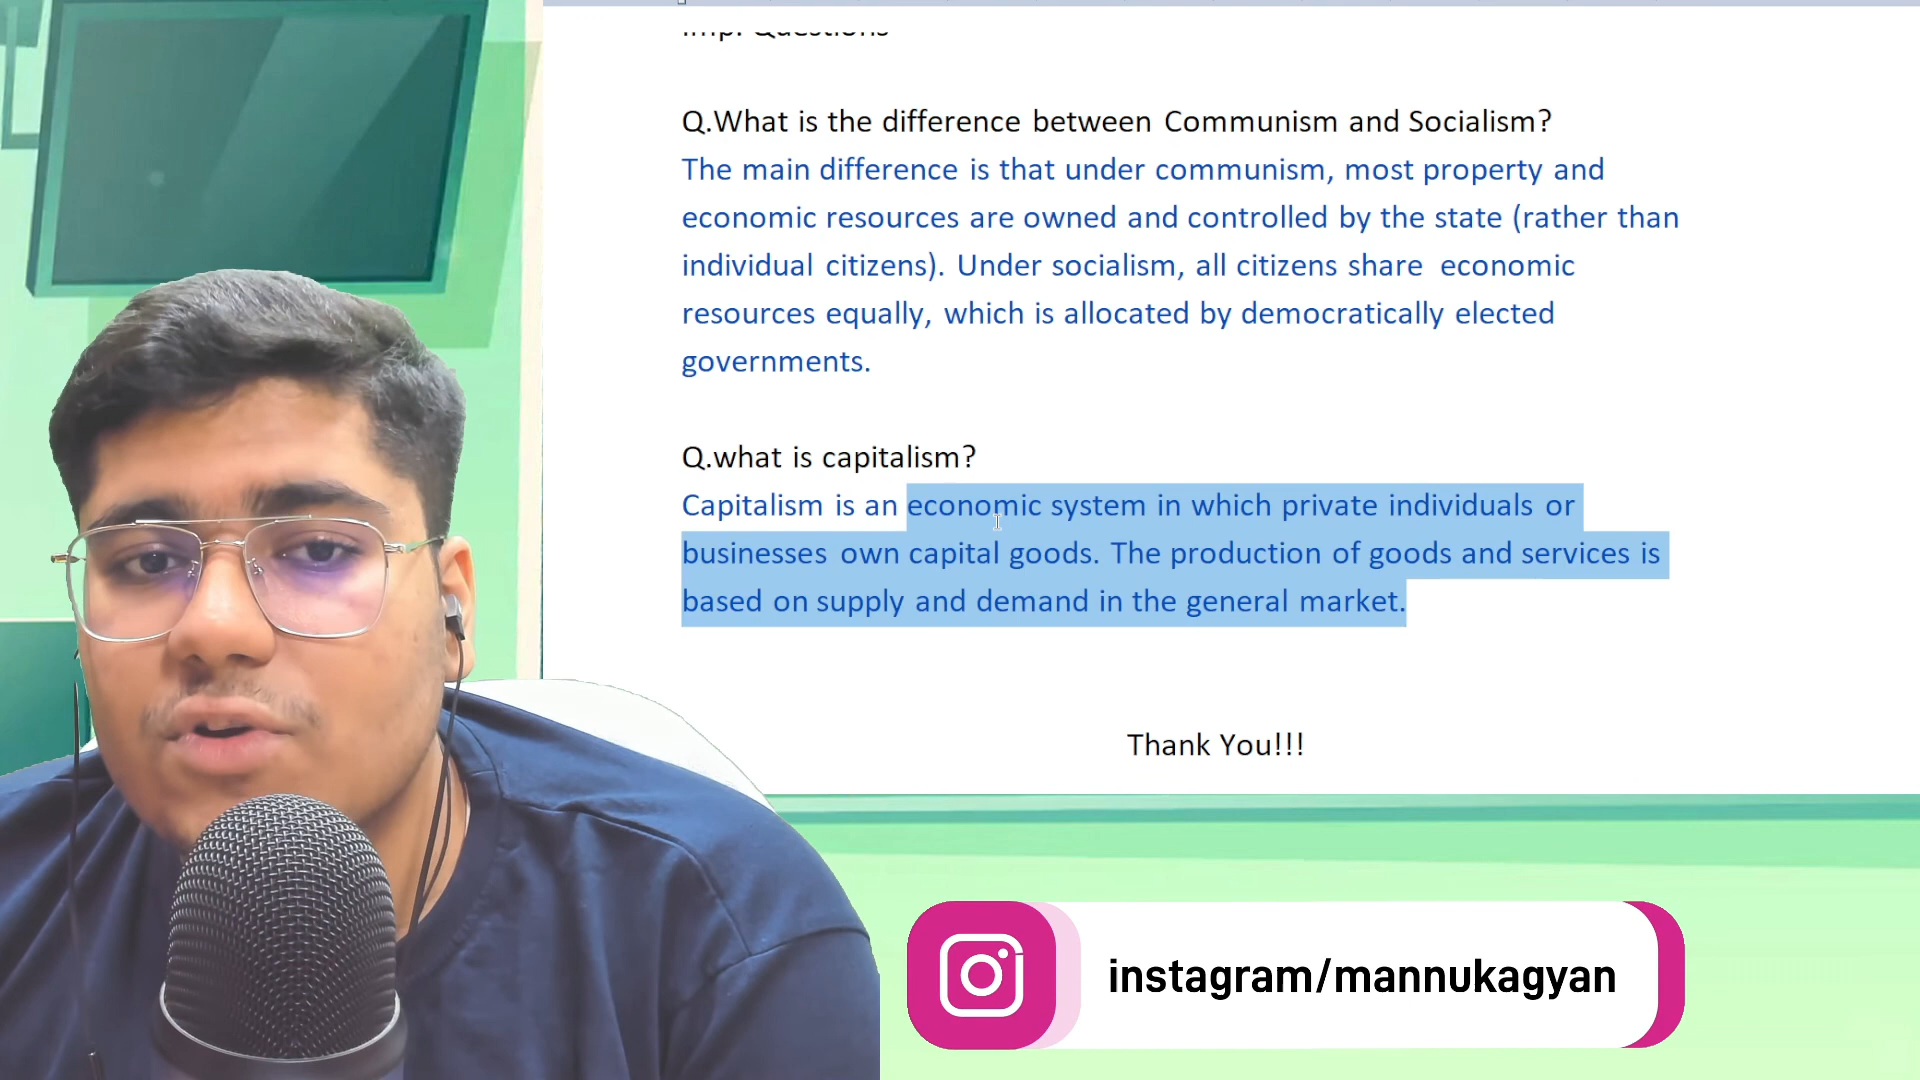 Imp. Questions
Q.What is the difference between Communism and Socialism?
The main difference is that under communism, most property and
economic resources are owned and controlled by the state (rather than
individual citizens). Under socialism, all citizens share economic
resources equally, which is allocated by democratically elected
governments.
Q.what is capitalism?
Capitalism is an economic system in which private individuals or
businesses own capital goods. The production of goods and services is
based on supply and demand in the general market.
Thank You!!!
instagram/mannukagyan